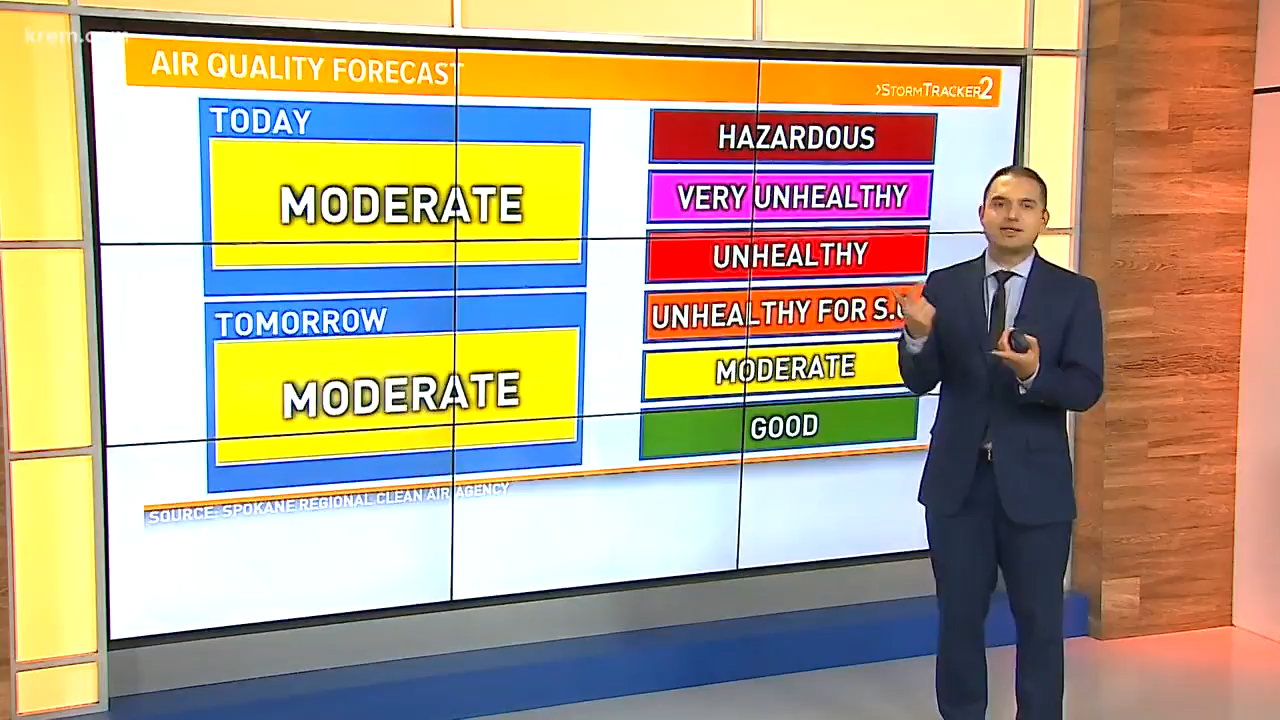 krem.com
AIR QUALITY FORECAST
›STORMTRACKER2
TODAY
MODERATE
TOMORROW
MODERATE
HAZARDOUS
VERY UNHEALTHY
UNHEALTHY
UNHEALTHY FOR S.
MODERATE
GOOD
SOURCE: SPOKANE REGIONAL CLEAN AIR AGENCY